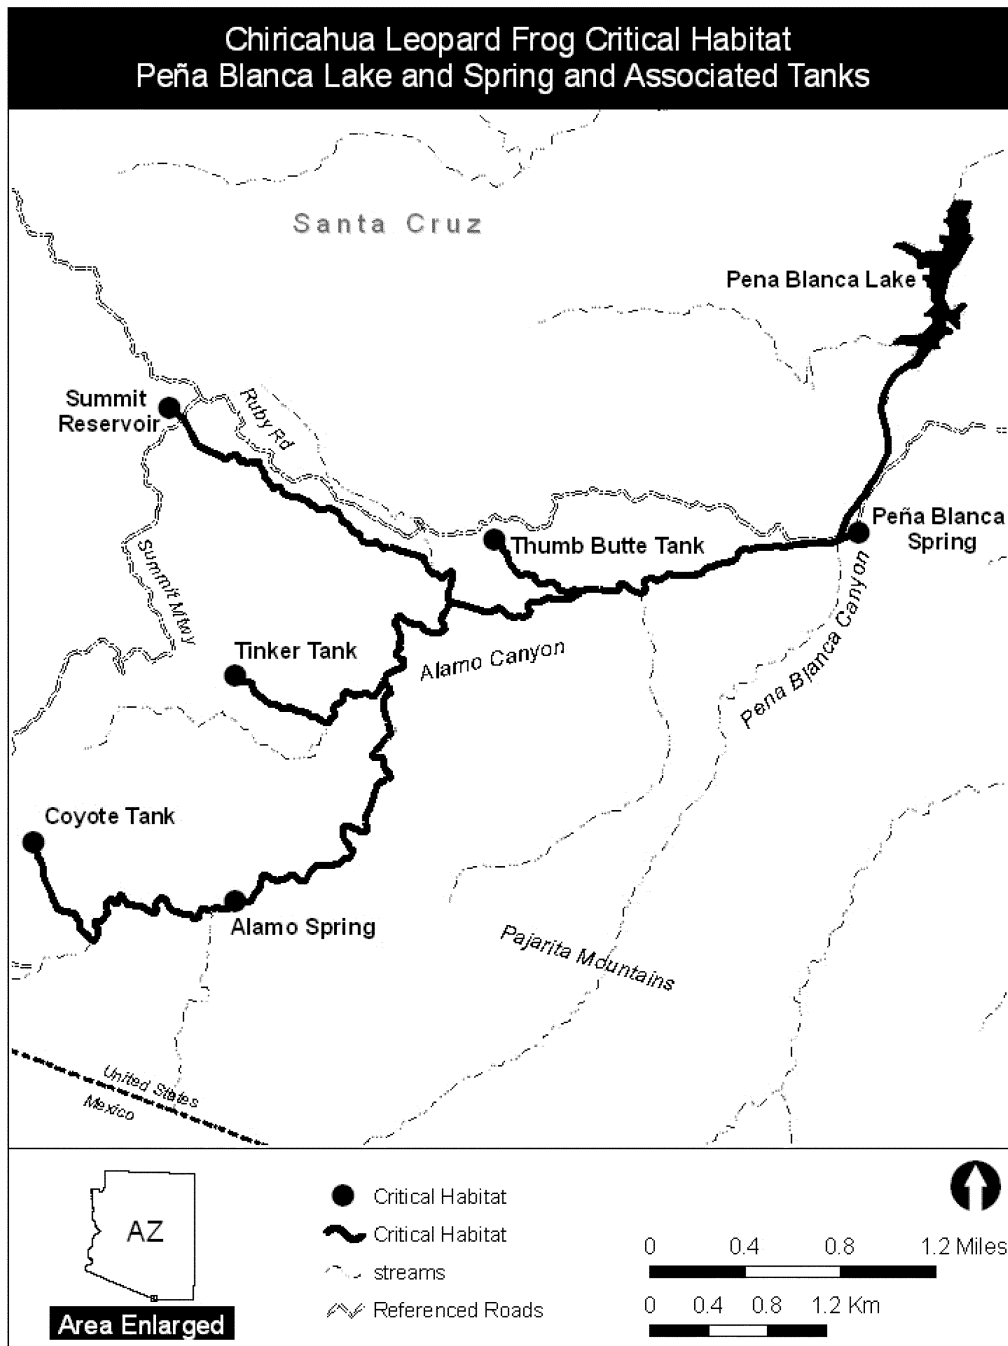 Chiricahua Leopard Frog Critical Habitat
Peña Blanca Lake and Spring and Associated Tanks
Santa Cruz
Pena Blanca Lake
Summit
Reservoir
Ruby Rd
Peña Blanca
Spring
Thumb Butte Tank
Summit Mtwy
Tinker Tank
Alamo Canyon
Pena Blanca Canyon
Coyote Tank
Alamo Spring
Pajarita Mountains
United States
Mexico
AZ
Area Enlarged
Critical Habitat
Critical Habitat
streams
Referenced Roads
0 0.4 0.8 1.2 Miles
0 0.4 0.8 1.2 Km